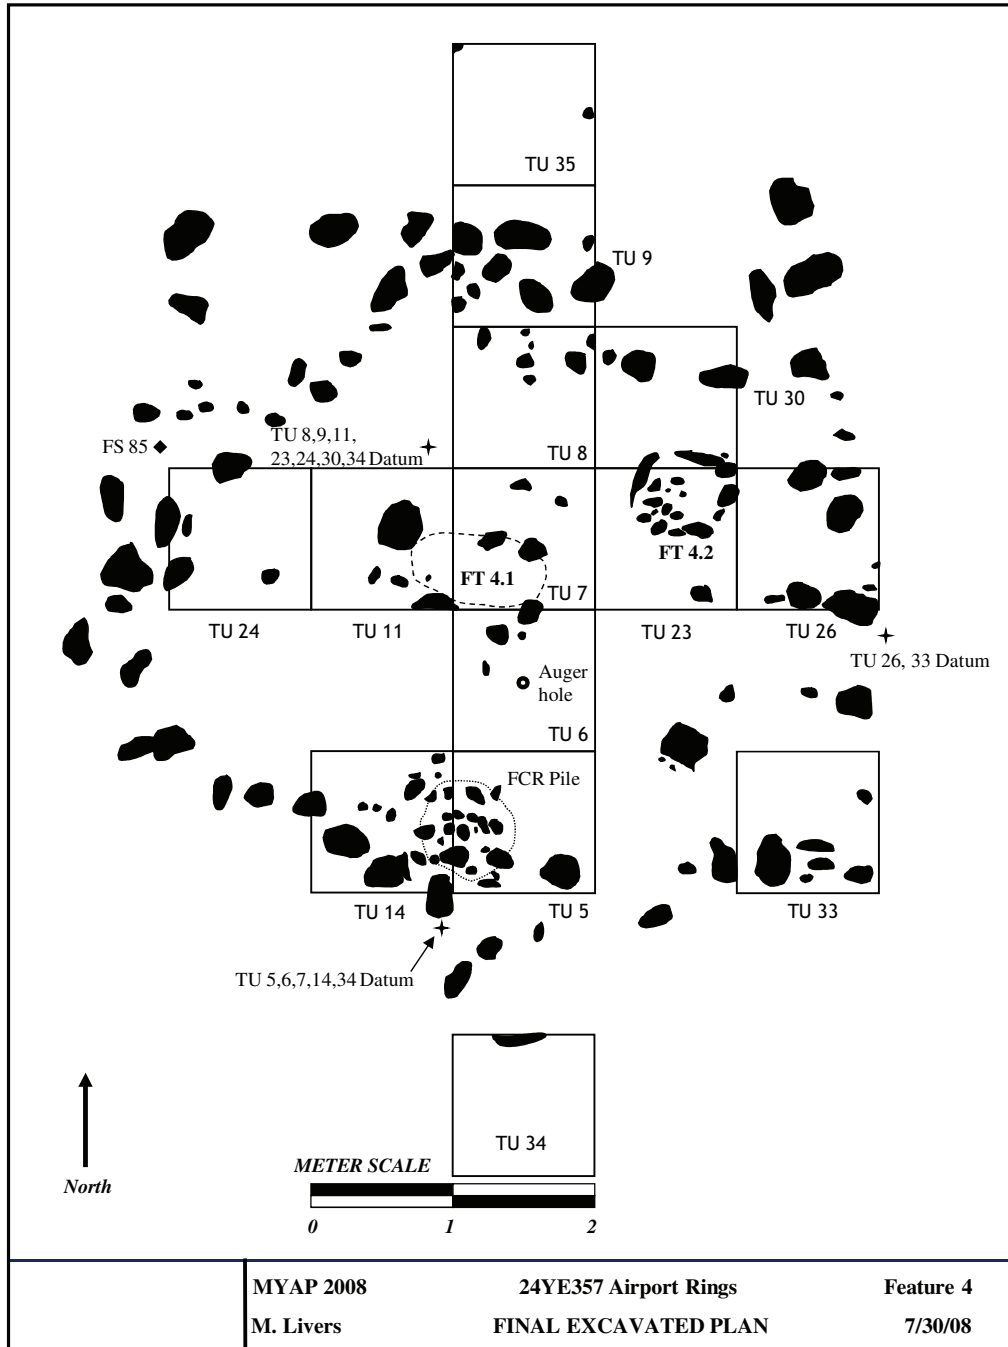 TU 35
TU 9
TU 30
FS 85
TU 8,9,11,
23,24,30,34 Datum
TU 8
FT 4.2
FT 4.1
TU 7
TU 24
TU 11
TU 23
TU 26
TU 26, 33 Datum
Auger
hole
TU 6
FCR Pile
TU 14
TU 5
TU 33
TU 5,6,7,14,34 Datum
TU 34
METER SCALE
North
0 1 2
MYAP 2008 24YE357 Airport Rings Feature 4
M. Livers FINAL EXCAVATED PLAN 7/30/08